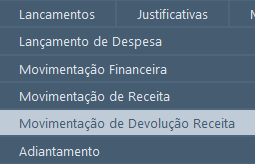 Lancamentos Justificativas
Lançamento de Despesa
Movimentação Financeira
Movimentação de Receita
Movimentação de Devolução Receita
Adiantamento